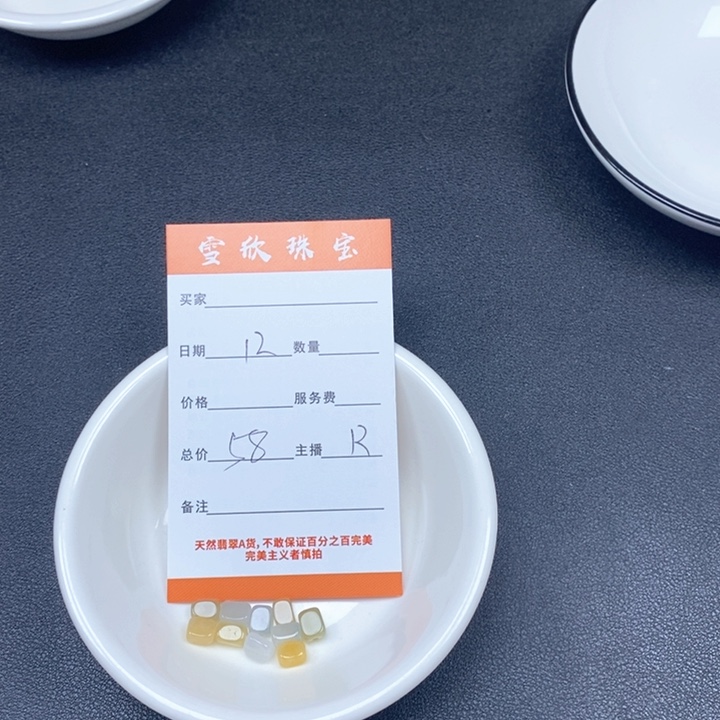 雪欣珠宝
买家
日期 12 数量
价格 服务费
总价 58 主播 R
备注
天然翡翠A货,不敢保证百分之百完美
完美主义者慎拍